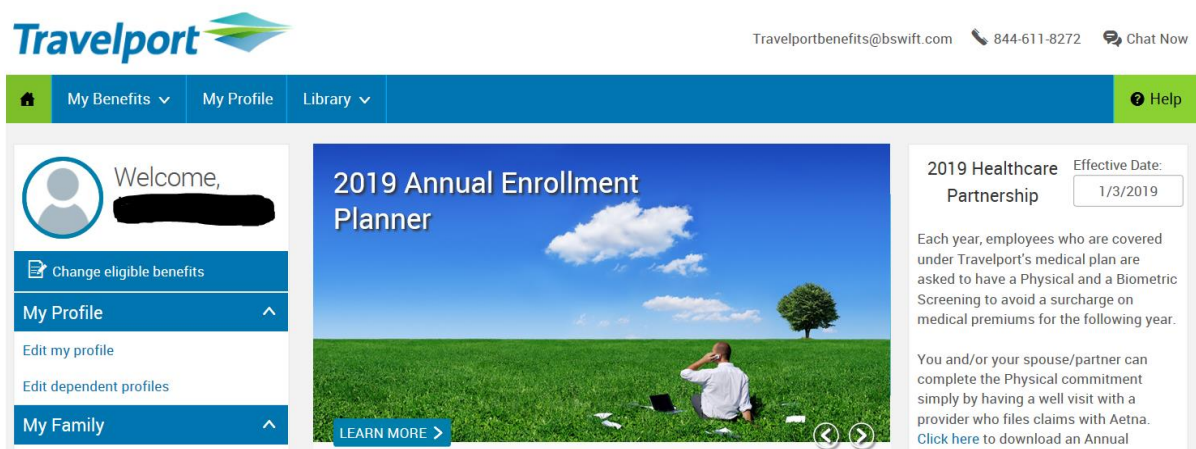 Travelport
Travelportbenefits@bswift.com 844-611-8272 Chat Now
My Benefits My Profile Library Help
Welcome,
Change eligible benefits
My Profile
Edit my profile
Edit dependent profiles
My Family
2019 Annual Enrollment
Planner
LEARN MORE
2019 Healthcare
Partnership
Effective Date:
1/3/2019
Each year, employees who are covered
under Travelport's medical plan are
asked to have a Physical and a Biometric
Screening to avoid a surcharge on
medical premiums for the following year.
You and/or your spouse/partner can
complete the Physical commitment
simply by having a well visit with a
provider who files claims with Aetna.
Click here to download an Annual